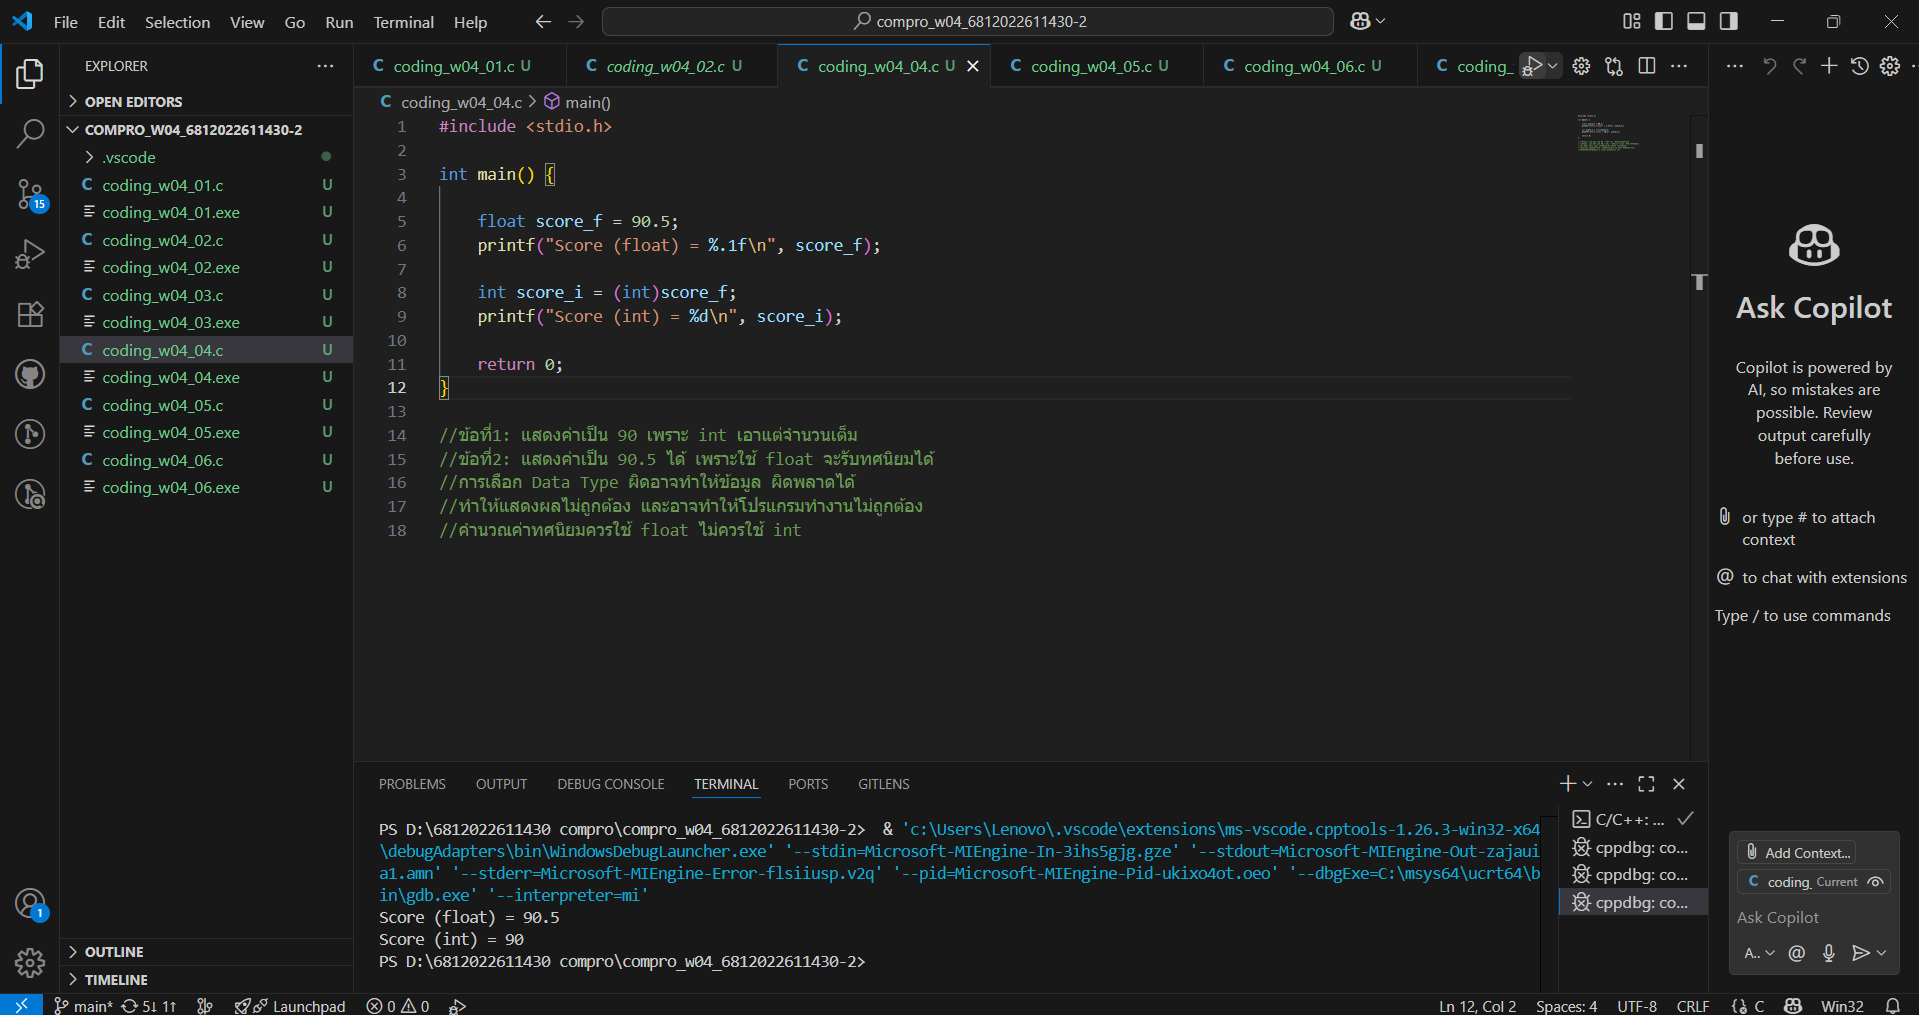 File Edit Selection View Go Run Terminal Help
compro_w04_6812022611430-2
EXPLORER
OPEN EDITORS
COMPRO_W04_6812022611430-2
.vscode
coding_w04_01.c U
coding_w04_01.exe U
coding_w04_02.c U
coding_w04_02.exe U
coding_w04_03.c U
coding_w04_03.exe U
coding_w04_04.c U
coding_w04_04.exe U
coding_w04_05.c U
coding_w04_05.exe U
coding_w04_06.c U
coding_w04_06.exe U
OUTLINE
TIMELINE
15
1
C coding_w04_01.c U C coding_w04_02.c U C coding_w04_04.c U C coding_w04_05.c U C coding_w04_06.c U C coding_
C coding_w04_04.c > main()
1 #include <stdio.h>
2
3 int main() {
4
5 float score_f = 90.5;
6 printf("Score (float) = %.1f\n", score_f);
7
8 int score_i = (int)score_f;
9 printf("Score (int) = %d\n", score_i);
10
11 return 0;
12 }
13
14 //ข้อที่1: แสดงค่าเป็น 90 เพราะ int เอาแต่จำนวนเต็ม
15 //ข้อที่2: แสดงค่าเป็น 90.5 ได้ เพราะใช้ float จะรับทศนิยมได้
16 //การเลือก Data Type ผิดอาจทำให้ข้อมูล ผิดพลาดได้
17 //ทำให้แสดงผลไม่ถูกต้อง และอาจทำให้โปรแกรมทำงานไม่ถูกต้อง
18 //คำนวณค่าทศนิยมควรใช้ float ไม่ควรใช้ int
PROBLEMS OUTPUT DEBUG CONSOLE TERMINAL PORTS GITLENS
PS D:\6812022611430 compro\compro_w04_6812022611430-2> & 'c:\Users\Lenovo\.vscode\extensions\ms-vscode.cpptools-1.26.3-win32-x64
\debugAdapters\bin\WindowsDebugLauncher.exe' '--stdin=Microsoft-MIEngine-In-3ihs5gjg.gze' '--stdout=Microsoft-MIEngine-Out-zajaui
a1.amn' '--stderr=Microsoft-MIEngine-Error-flsiiusp.v2q' '--pid=Microsoft-MIEngine-Pid-ukixo4ot.oeo' '--dbgExe=C:\msys64\ucrt64\b
in\gdb.exe' '--interpreter=mi'
Score (float) = 90.5
Score (int) = 90
PS D:\6812022611430 compro\compro_w04_6812022611430-2>
C/C++: ...
cppdbg: co...
cppdbg: co...
cppdbg: co...
Ask Copilot
Copilot is powered by
AI, so mistakes are
possible. Review
output carefully
before use.
or type # to attach
context
@ to chat with extensions
Type / to use commands
Add Context...
C coding_ Current
Ask Copilot
A..
main* 5↓ 1↑ Launchpad 0 0
Ln 12, Col 2 Spaces: 4 UTF-8 CRLF {} C Win32